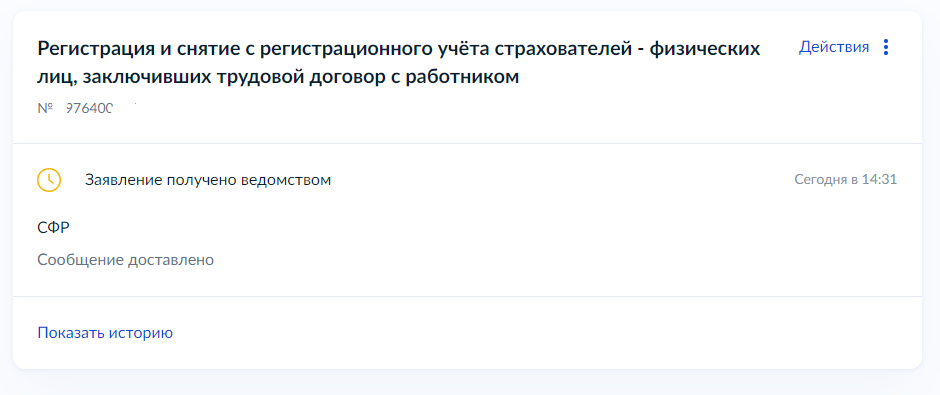 Регистрация и снятие с регистрационного учёта страхователей - физических
лиц, заключивших трудовой договор с работником
Действия
№ 976400
Заявление получено ведомством
Сегодня в 14:31
СФР
Сообщение доставлено
Показать историю